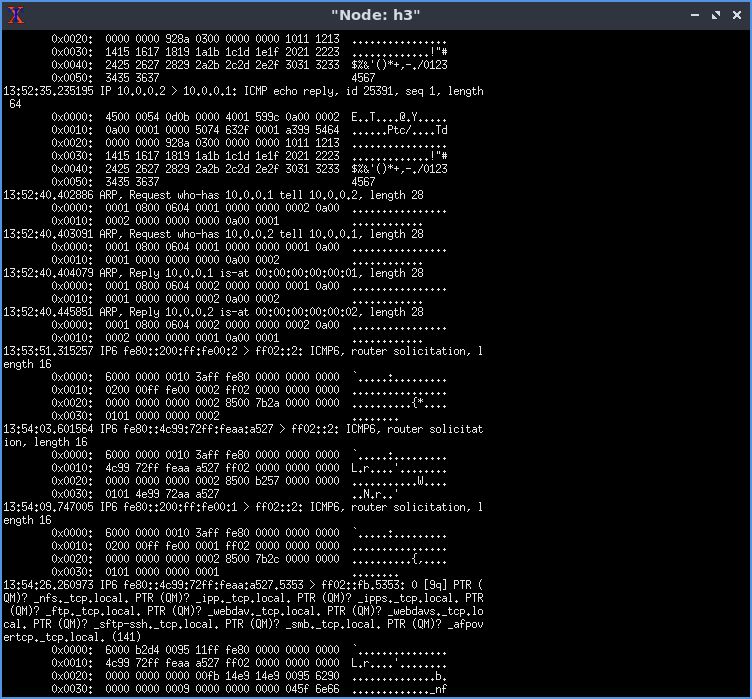 "Node: h3"
0x0020:  0000 0000 928a 0300 0000 0000 1011 1213  ................
0x0030:  1415 1617 1819 1a1b 1c1d 1e1f 2021 2223  .............!"#
0x0040:  2425 2627 2829 2a2b 2c2d 2e2f 3031 3233  $%&'()*+,-./0123
0x0050:  3435 3637                                4567
13:52:35.235195 IP 10.0.0.2 > 10.0.0.1: ICMP echo reply, id 25391, seq 1, length
64
0x0000:  4500 0054 0d0b 0000 4001 599c 0a00 0002  E..T....@.Y.....
0x0010:  0a00 0001 0000 5074 632f 0001 a399 5464  ......Ptc/....Td
0x0020:  0000 0000 928a 0300 0000 0000 1011 1213  ................
0x0030:  1415 1617 1819 1a1b 1c1d 1e1f 2021 2223  .............!"#
0x0040:  2425 2627 2829 2a2b 2c2d 2e2f 3031 3233  $%&'()*+,-./0123
0x0050:  3435 3637                                4567
13:52:40.402886 ARP, Request who-has 10.0.0.1 tell 10.0.0.2, length 28
0x0000:  0001 0800 0604 0001 0000 0000 0002 0a00  ................
0x0010:  0002 0000 0000 0000 0a00 0001            ............
13:52:40.403091 ARP, Request who-has 10.0.0.2 tell 10.0.0.1, length 28
0x0000:  0001 0800 0604 0001 0000 0000 0001 0a00  ................
0x0010:  0001 0000 0000 0000 0a00 0002            ............
13:52:40.404079 ARP, Reply 10.0.0.1 is-at 00:00:00:00:00:01, length 28
0x0000:  0001 0800 0604 0002 0000 0000 0001 0a00  ................
0x0010:  0001 0000 0000 0002 0a00 0002            ............
13:52:40.445851 ARP, Reply 10.0.0.2 is-at 00:00:00:00:00:02, length 28
0x0000:  0001 0800 0604 0002 0000 0000 0002 0a00  ................
0x0010:  0002 0000 0000 0001 0a00 0001            ............
13:53:51.315257 IP6 fe80::200:ff:fe00:2 > ff02::2: ICMP6, router solicitation, l
ength 16
0x0000:  6000 0000 0010 3aff fe80 0000 0000 0000  `.....:.........
0x0010:  0200 00ff fe00 0002 ff02 0000 0000 0000  ................
0x0020:  0000 0000 0000 0002 8500 7b2a 0000 0000  ..........{*....
0x0030:  0101 0000 0000 0002                      ........
13:54:03.601564 IP6 fe80::4c99:72ff:feaa:a527 > ff02::2: ICMP6, router solicitat
ion, length 16
0x0000:  6000 0000 0010 3aff fe80 0000 0000 0000  `.....:.........
0x0010:  4c99 72ff feaa a527 ff02 0000 0000 0000  L.r....'........
0x0020:  0000 0000 0000 0002 8500 b257 0000 0000  ...........W....
0x0030:  0101 4e99 72aa a527                      ..N.r..'
13:54:09.747005 IP6 fe80::200:ff:fe00:1 > ff02::2: ICMP6, router solicitation, l
ength 16
0x0000:  6000 0000 0010 3aff fe80 0000 0000 0000  `.....:.........
0x0010:  0200 00ff fe00 0001 ff02 0000 0000 0000  ................
0x0020:  0000 0000 0000 0002 8500 7b2c 0000 0000  ..........{,....
0x0030:  0101 0000 0000 0001                      ........
13:54:26.260973 IP6 fe80::4c99:72ff:feaa:a527.5353 > ff02::fb.5353: 0 [9q] PTR (
QM)? _nfs._tcp.local. PTR (QM)? _ipp._tcp.local. PTR (QM)? _ipps._tcp.local. PTR
(QM)? _ftp._tcp.local. PTR (QM)? _webdav._tcp.local. PTR (QM)? _webdavs._tcp.lo
cal. PTR (QM)? _sftp-ssh._tcp.local. PTR (QM)? _smb._tcp.local. PTR (QM)? _afpov
ertcp._tcp.local. (141)
0x0000:  6000 b2d4 0095 11ff fe80 0000 0000 0000  `...............
0x0010:  4c99 72ff feaa a527 ff02 0000 0000 0000  L.r....'........
0x0020:  0000 0000 0000 00fb 14e9 14e9 0095 6290  ..............b.
0x0030:  0000 0000 0009 0000 0000 0000 045f 6e66  ............._nf